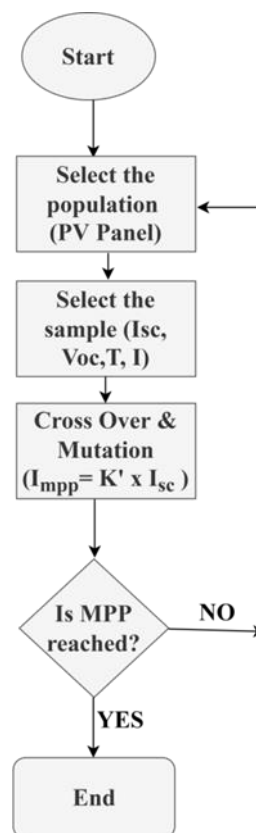 Start
Select the
population
(PV Panel)
Select the
sample (Isc,
Voc,T, I)
Cross Over &
Mutation
(Impp= K' x Isc )
Is MPP
reached?
NO
YES
End